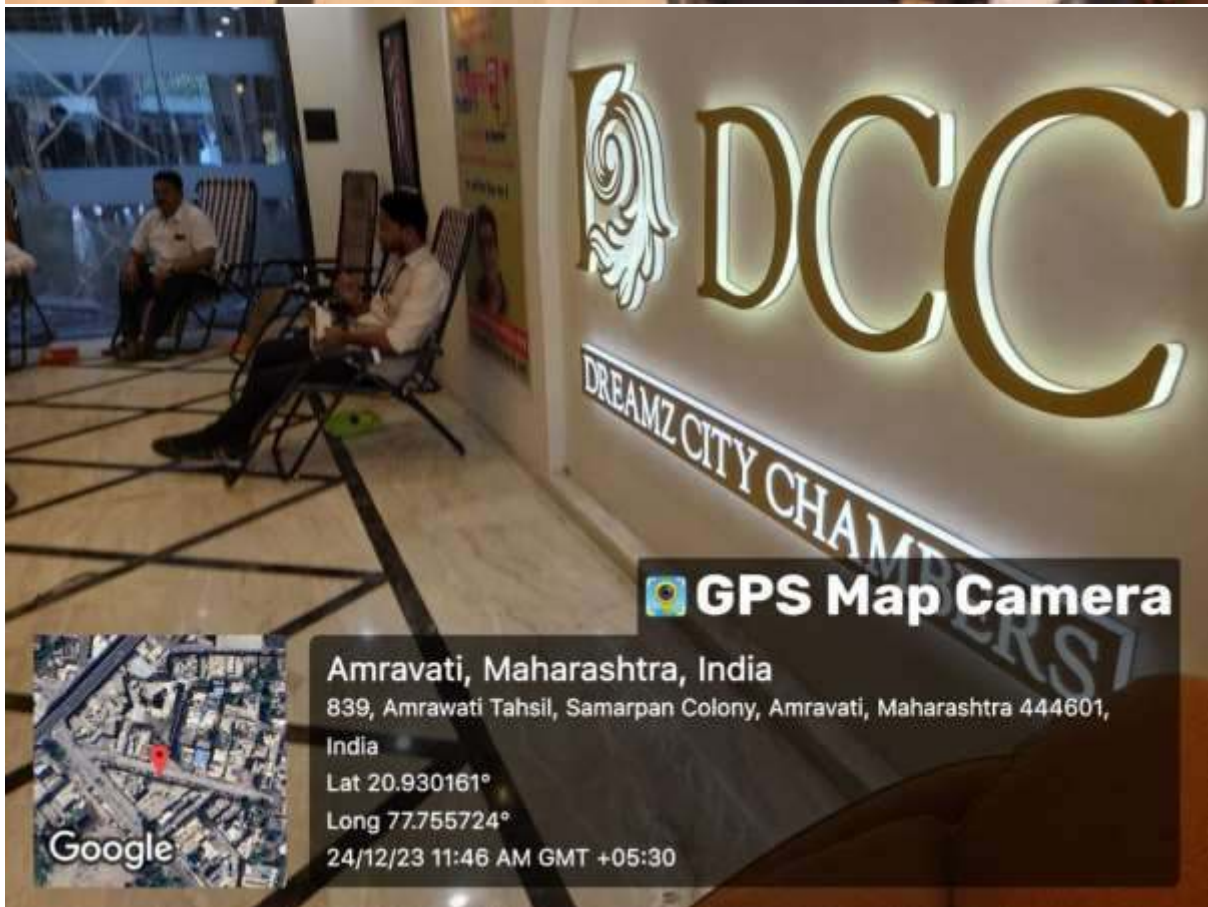 DCC
DREAMZ CITY CHAMBERS
GPS Map Camera
Amravati, Maharashtra, India
839, Amrawati Tahsil, Samarpan Colony, Amravati, Maharashtra 444601,
India
Lat 20.930161°
Long 77.755724°
24/12/23 11:46 AM GMT +05:30
Google